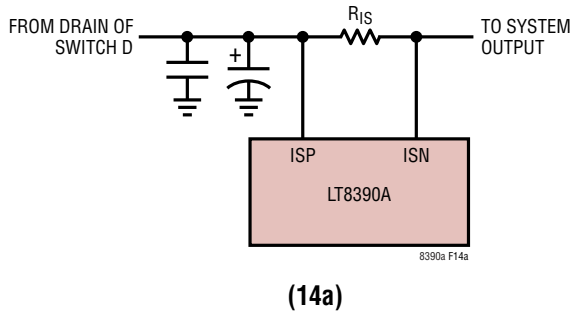 FROM DRAIN OF
SWITCH D
RIS
TO SYSTEM
OUTPUT
+
ISP
ISN
LT8390A
8390a F14a
(14a)